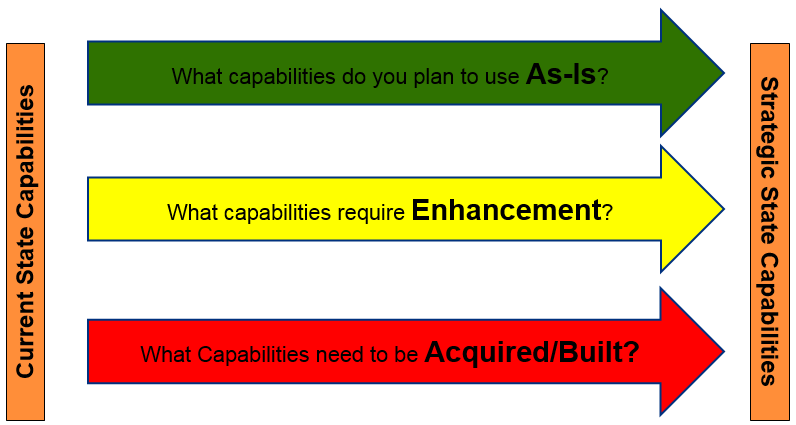 Current State Capabilities
What capabilities do you plan to use As-Is?
What capabilities require Enhancement?
What Capabilities need to be Acquired/Built?
Strategic State Capabilities